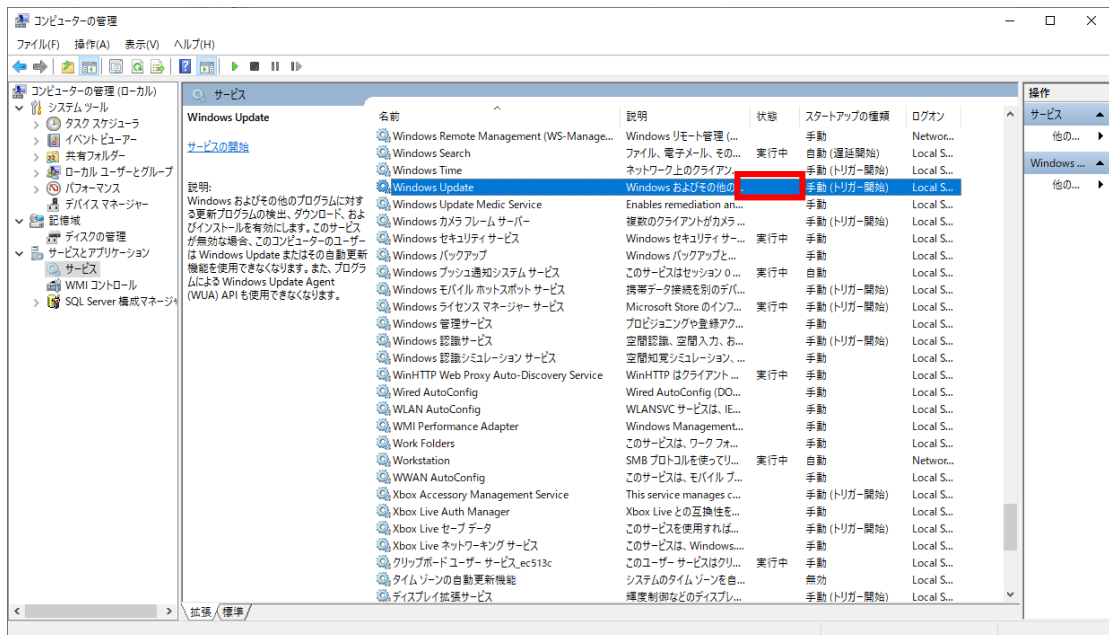 コンピューターの管理
ファイル(F) 操作(A) 表示(V) ヘルプ(H)
コンピューターの管理 (ローカル)
システム ツール
タスク スケジューラ
イベント ビューアー
共有フォルダー
ローカル ユーザーとグループ
パフォーマンス
デバイス マネージャー
記憶域
ディスクの管理
サービスとアプリケーション
サービス
WMI コントロール
SQL Server 構成マネージャ
サービス
Windows Update
サービスの開始
説明:
Windows およびその他のプログラムに対す
る更新プログラムの検出、ダウンロード、およ
びインストールを有効にします。このサービス
が無効な場合、このコンピューターのユーザー
は Windows Update またはその自動更新
機能を使用できなくなります。また、プログラ
ムによる Windows Update Agent
(WUA) API も使用できなくなります。
名前 説明 状態 スタートアップの種類 ログオン
Windows Remote Management (WS-Manage... Windows リモート管理 (... 手動 Networ...
Windows Search ファイル、電子メール、その... 実行中 自動 (遅延開始) Local S...
Windows Time ネットワーク上のクライアン... 手動 (トリガー開始) Local S...
Windows Update Windows およびその他の... 手動 (トリガー開始) Local S...
Windows Update Medic Service Enables remediation an... 手動 Local S...
Windows カメラ フレーム サーバー 複数のクライアントがカメラ ... 手動 (トリガー開始) Local S...
Windows セキュリティ サービス Windows セキュリティ サー... 実行中 手動 Local S...
Windows バックアップ Windows バックアップと... 手動 Local S...
Windows プッシュ通知システム サービス このサービスはセッション 0 ... 実行中 自動 Local S...
Windows モバイル ホットスポット サービス 携帯データ接続を別のデバ... 手動 (トリガー開始) Local S...
Windows ライセンス マネージャー サービス Microsoft Store のインフ... 実行中 手動 (トリガー開始) Local S...
Windows 管理サービス プロビジョニングや登録アク... 手動 Local S...
Windows 認識サービス 空間認識、空間入力、お... 手動 (トリガー開始) Local S...
Windows 認識シミュレーション サービス 空間知覚シミュレーション、... 手動 Local S...
WinHTTP Web Proxy Auto-Discovery Service WinHTTP はクライアント ... 実行中 手動 Local S...
Wired AutoConfig Wired AutoConfig (DO... 手動 Local S...
WLAN AutoConfig WLANSVC サービスは、IE... 手動 Local S...
WMI Performance Adapter Windows Management... 手動 Local S...
Work Folders このサービスは、ワーク フォ... 手動 Local S...
Workstation SMB プロトコルを使ってリ... 実行中 自動 Networ...
WWAN AutoConfig このサービスは、モバイル ブ... 手動 Local S...
Xbox Accessory Management Service This service manages c... 手動 (トリガー開始) Local S...
Xbox Live Auth Manager Xbox Live との互換性を... 手動 Local S...
Xbox Live セーブ データ このサービスを使用すれば... 手動 (トリガー開始) Local S...
Xbox Live ネットワーキング サービス このサービスは、Windows.... 手動 Local S...
クリップボード ユーザー サービス_ec513c このユーザー サービスはクリ... 実行中 手動 Local S...
タイム ゾーンの自動更新機能 システムのタイム ゾーンを自... 無効 Local S...
ディスプレイ拡張サービス 輝度制御などのディスプレ... 手動 (トリガー開始) Local S...
拡張 標準
操作
サービス
他の...
Windows ...
他の...